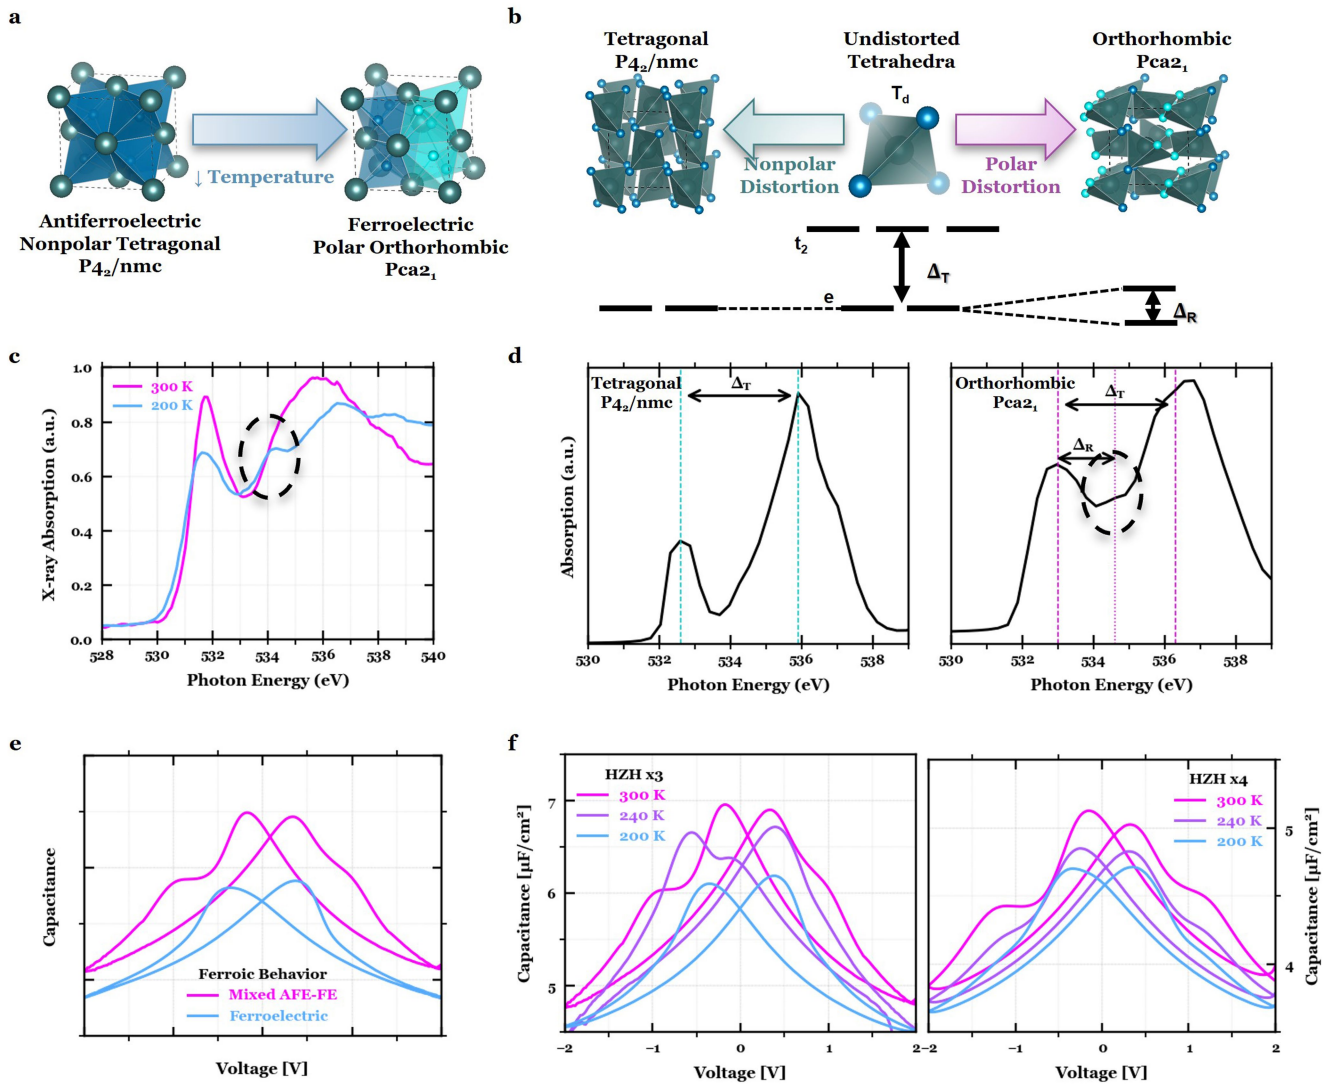 a
Antiferroelectric
Nonpolar Tetragonal
P4₂/nmc
↓ Temperature
Ferroelectric
Polar Orthorhombic
Pca2₁
b
Tetragonal
P4₂/nmc
Undistorted
Tetrahedra
T_d
Orthorhombic
Pca2₁
Nonpolar
Distortion
Polar
Distortion
t₂
Δ_T
e
Δ_R
c
X-ray Absorption (a.u.)
1.0
0.8
0.6
0.4
0.2
0.0
300 K
200 K
528 530 532 534 536 538 540
Photon Energy (eV)
d
Absorption (a.u.)
Tetragonal
P4₂/nmc
Δ_T
530 532 534 536 538
Photon Energy (eV)
Orthorhombic
Pca2₁
Δ_T
Δ_R
530 532 534 536 538
Photon Energy (eV)
e
Capacitance
Ferroic Behavior
Mixed AFE-FE
Ferroelectric
Voltage [V]
f
Capacitance [µF/cm²]
7
6
5
HZH x3
300 K
240 K
200 K
−2 −1 0 1 2
Voltage [V]
HZH x4
300 K
240 K
200 K
5
4
Capacitance [µF/cm²]
−2 −1 0 1 2
Voltage [V]